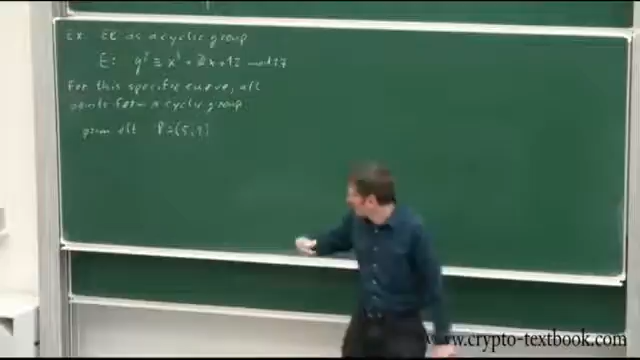 Ex. EC as a cyclic group
E: y² ≡ x³ + 2x + 2 mod 17
For this specific curve, all
points form a cyclic group.
prim. elt P = (5, 1)
www.crypto-textbook.com